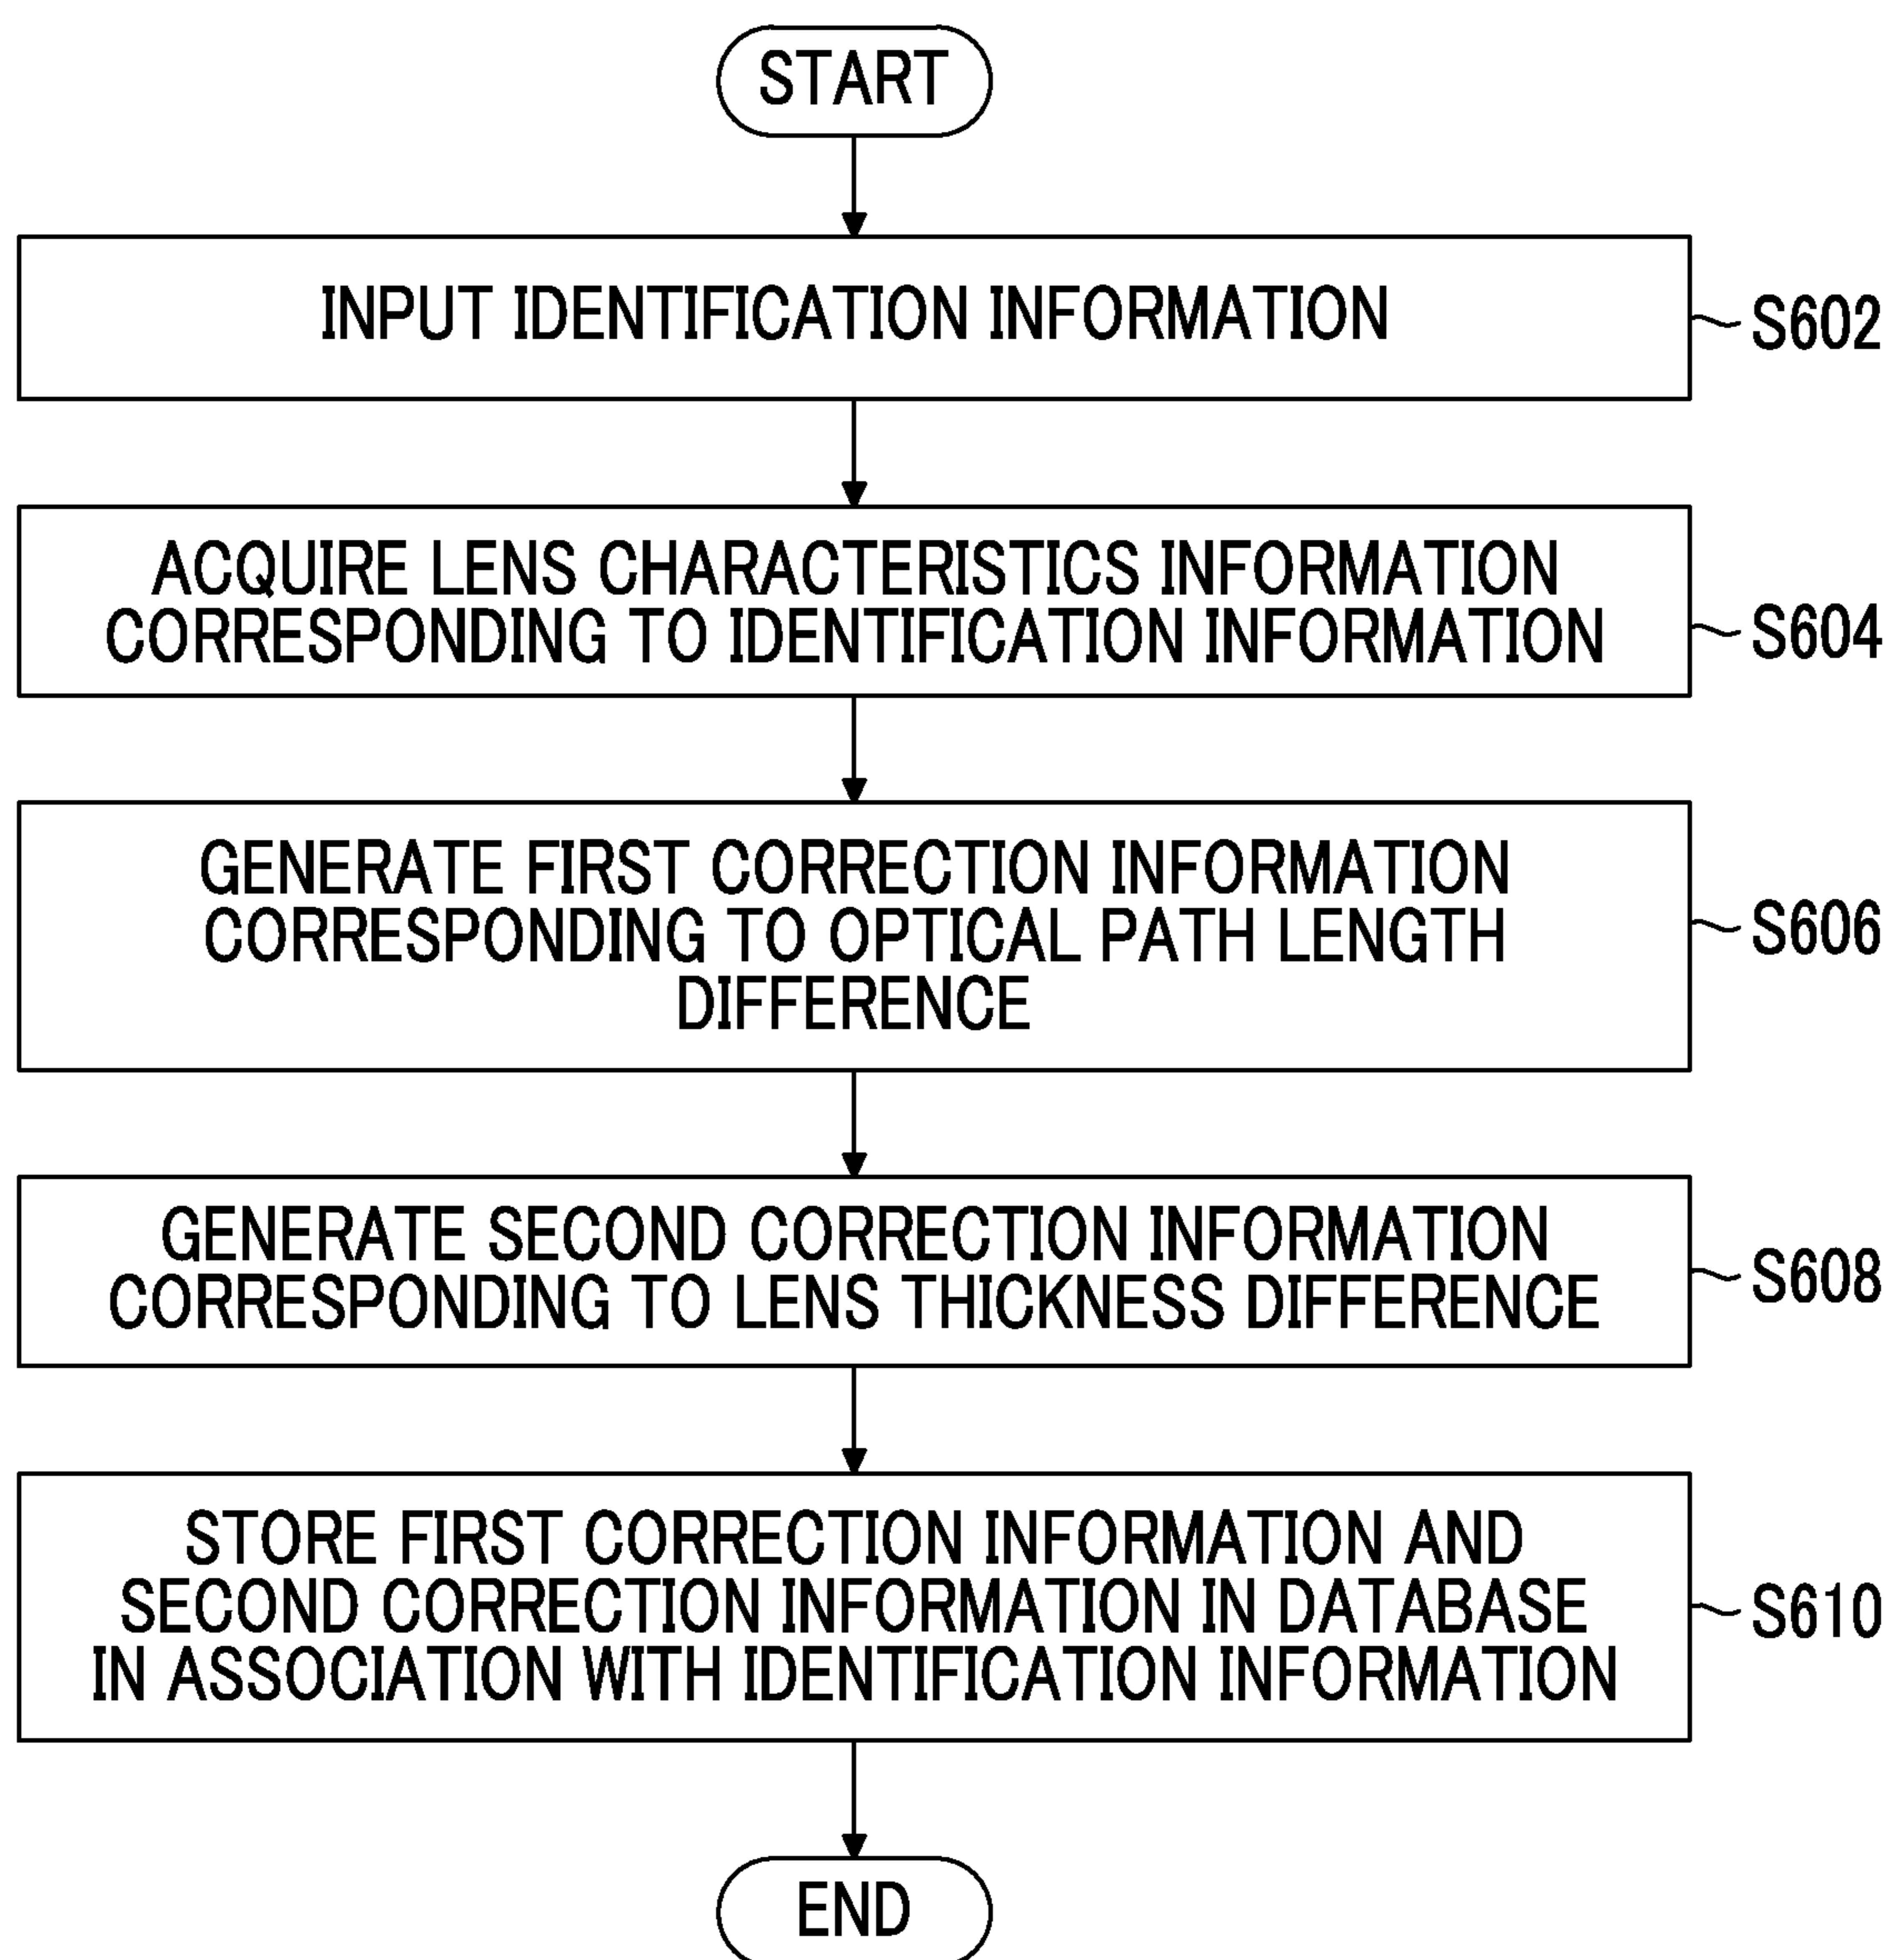 START
INPUT IDENTIFICATION INFORMATION
S602
ACQUIRE LENS CHARACTERISTICS INFORMATION
CORRESPONDING TO IDENTIFICATION INFORMATION
S604
GENERATE FIRST CORRECTION INFORMATION
CORRESPONDING TO OPTICAL PATH LENGTH
DIFFERENCE
S606
GENERATE SECOND CORRECTION INFORMATION
CORRESPONDING TO LENS THICKNESS DIFFERENCE
S608
STORE FIRST CORRECTION INFORMATION AND
SECOND CORRECTION INFORMATION IN DATABASE
IN ASSOCIATION WITH IDENTIFICATION INFORMATION
S610
END